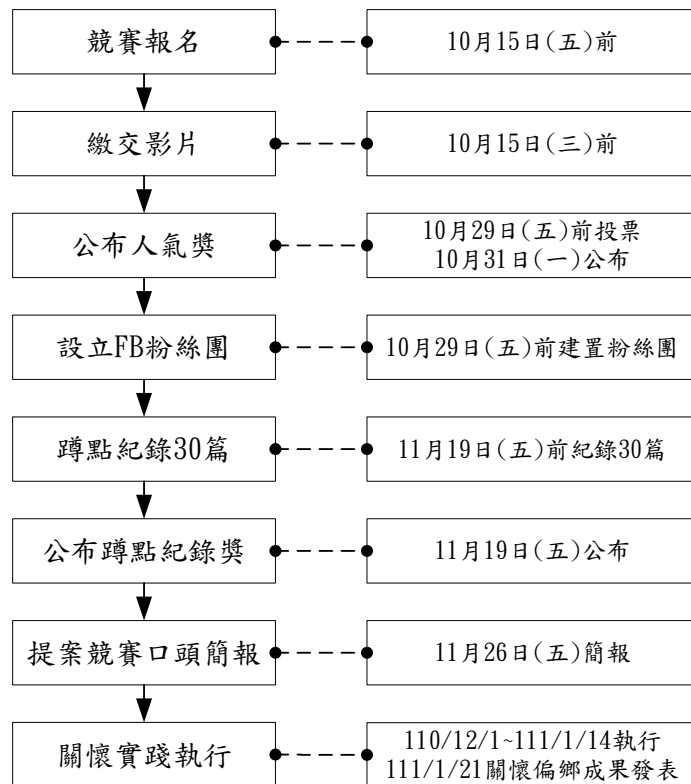 競賽報名
10月15日(五)前
繳交影片
10月15日(三)前
公布人氣獎
10月29日(五)前投票
10月31日(一)公布
設立FB粉絲團
10月29日(五)前建置粉絲團
蹲點紀錄30篇
11月19日(五)前紀錄30篇
公布蹲點紀錄獎
11月19日(五)公布
提案競賽口頭簡報
11月26日(五)簡報
關懷實踐執行
110/12/1~111/1/14執行
111/1/21關懷偏鄉成果發表